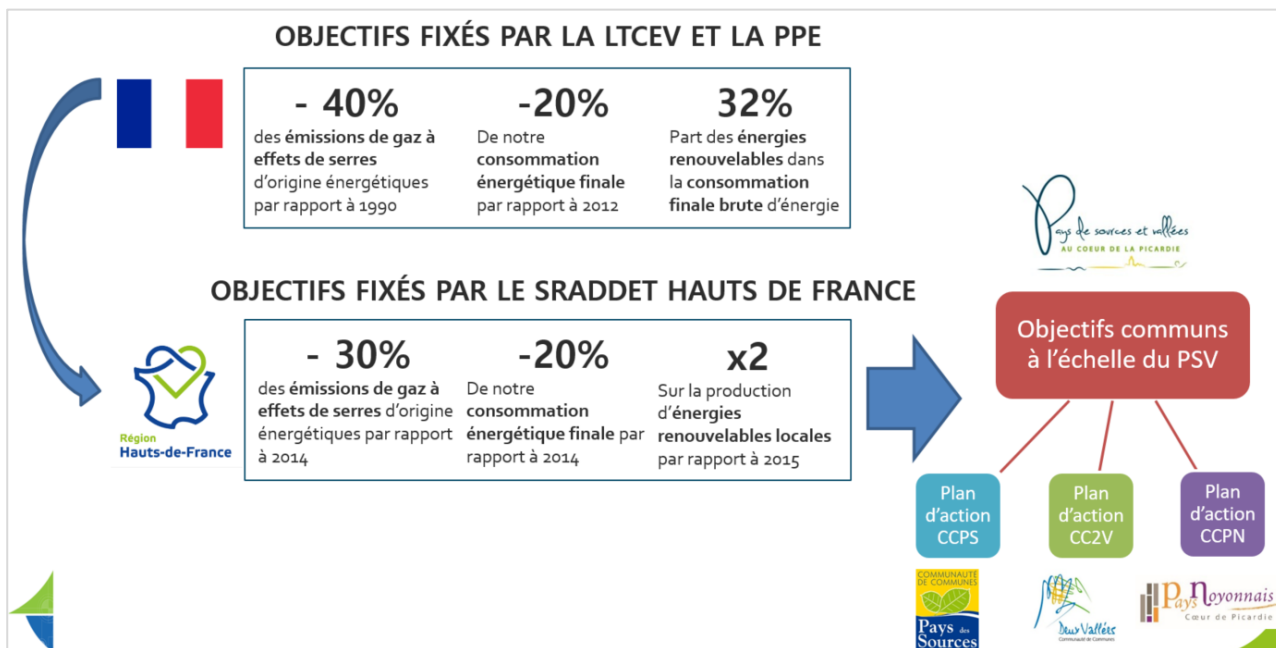 OBJECTIFS FIXÉS PAR LA LTCEV ET LA PPE
- 40%
des émissions de gaz à
effets de serres
d'origine énergétiques
par rapport à 1990
-20%
De notre
consommation
énergétique finale
par rapport à 2012
32%
Part des énergies
renouvelables dans
la consommation
finale brute d'énergie
Pays de sources et vallées
AU COEUR DE LA PICARDIE
OBJECTIFS FIXÉS PAR LE SRADDET HAUTS DE FRANCE
Région
Hauts-de-France
- 30%
des émissions de gaz à
effets de serres d'origine
énergétiques par rapport
à 2014
-20%
De notre
consommation
énergétique finale par
rapport à 2014
x2
Sur la production
d'énergies
renouvelables locales
par rapport à 2015
Objectifs communs
à l'échelle du PSV
Plan
d'action
CCPS
Plan
d'action
CC2V
Plan
d'action
CCPN
COMMUNAUTÉ
DE COMMUNES
Pays des
Sources
Deux Vallées
Communauté de Communes
Pays Noyonnais
Cœur de Picardie